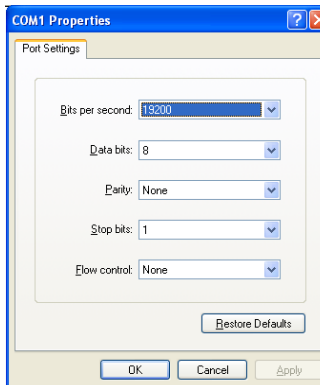 COM1 Properties
Port Settings
Bits per second: 19200
Data bits: 8
Parity: None
Stop bits: 1
Flow control: None
Restore Defaults
OK Cancel Apply